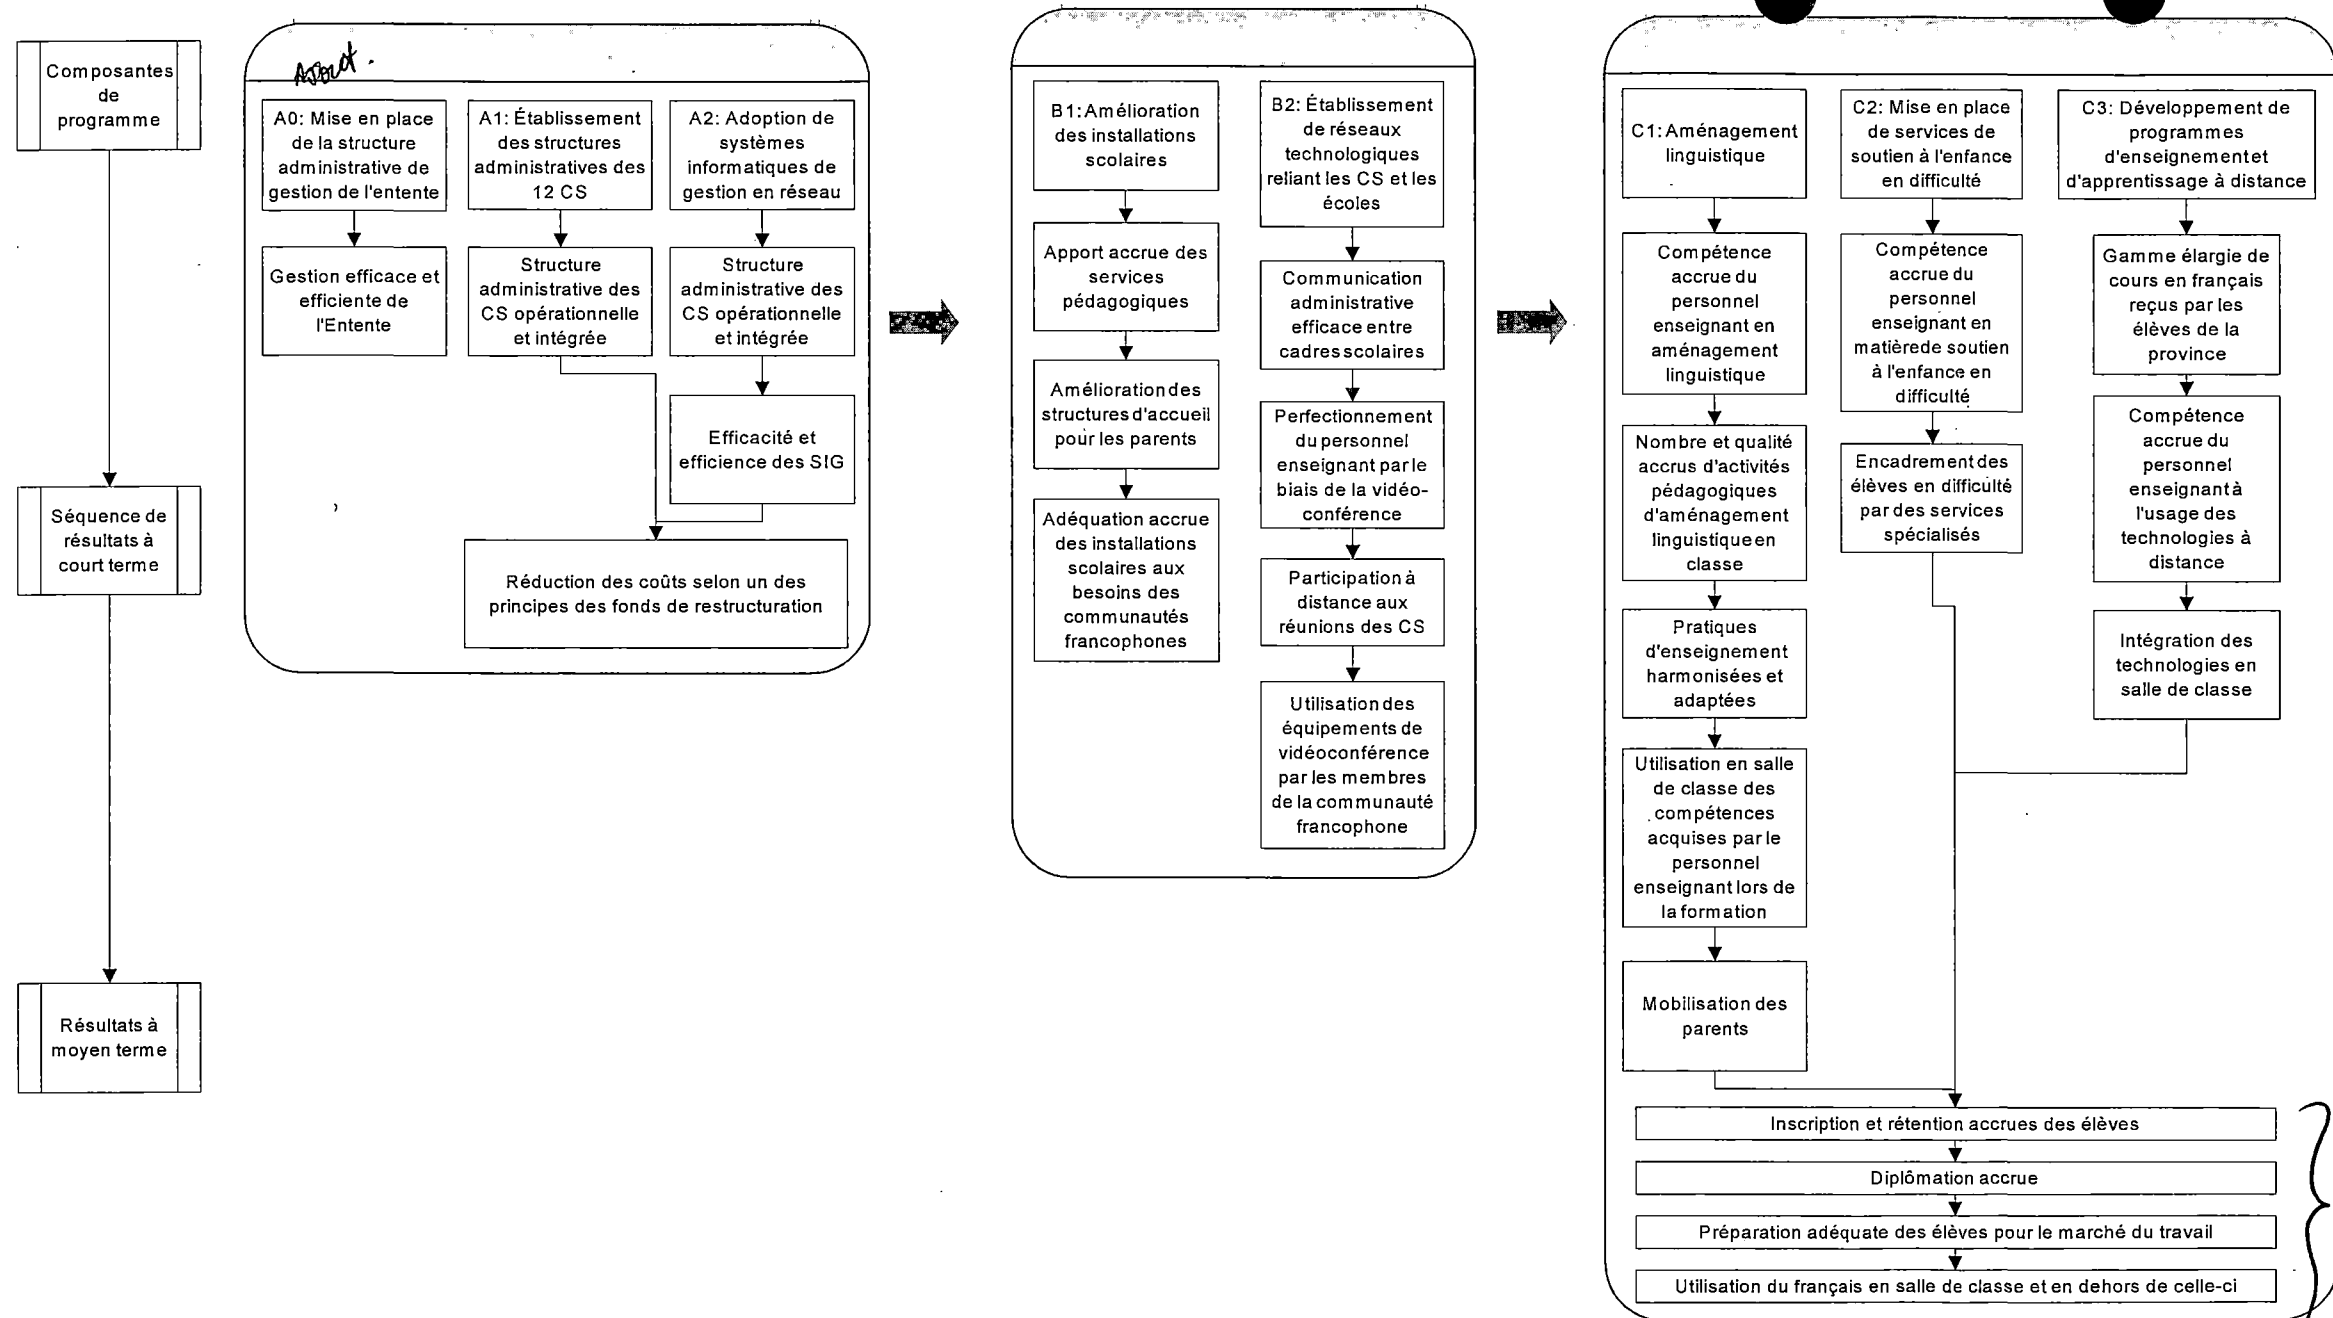 Composantes
de
programme
Séquence de
résultats à
court terme
Résultats à
moyen terme
A0: Mise en place
de la structure
administrative de
gestion de l'entente
Gestion efficace et
efficiente de
l'Entente
A1: Établissement
des structures
administratives des
12 CS
Structure
administrative des
CS opérationnelle
et intégrée
A2: Adoption de
systèmes
informatiques de
gestion en réseau
Structure
administrative des
CS opérationnelle
et intégrée
Efficacité et
efficience des SIG
Réduction des coûts selon un des
principes des fonds de restructuration
B1: Amélioration
des installations
scolaires
Apport accrue des
services
pédagogiques
Amélioration des
structures d'accueil
pour les parents
Adéquation accrue
des installations
scolaires aux
besoins des
communautés
francophones
B2: Établissement
de réseaux
technologiques
reliant les CS et les
écoles
Communication
administrative
efficace entre
cadres scolaires
Perfectionnement
du personnel
enseignant par le
biais de la vidéo-
conférence
Participation à
distance aux
réunions des CS
Utilisation des
équipements de
vidéoconférence
par les membres
de la communauté
francophone
C1: Aménagement
linguistique
Compétence
accrue du
personnel
enseignant en
aménagement
linguistique
Nombre et qualité
accrus d'activités
pédagogiques
d'aménagement
linguistique en
classe
Pratiques
d'enseignement
harmonisées et
adaptées
Utilisation en salle
de classe des
compétences
acquises par le
personnel
enseignant lors de
la formation
Mobilisation des
parents
C2: Mise en place
de services de
soutien à l'enfance
en difficulté
Compétence
accrue du
personnel
enseignant en
matière de soutien
à l'enfance en
difficulté
Encadrement des
élèves en difficulté
par des services
spécialisés
C3: Développement de
programmes
d'enseignement et
d'apprentissage à distance
Gamme élargie de
cours en français
reçus par les
élèves de la
province
Compétence
accrue du
personnel
enseignant à
l'usage des
technologies à
distance
Intégration des
technologies en
salle de classe
Inscription et rétention accrues des élèves
Diplômation accrue
Préparation adéquate des élèves pour le marché du travail
Utilisation du français en salle de classe et en dehors de celle-ci